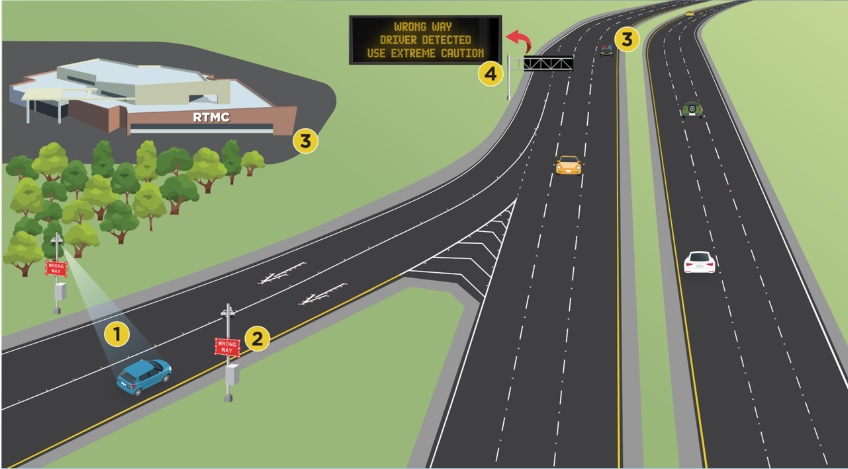 WRONG WAY
DRIVER DETECTED
USE EXTREME CAUTION
3
4
RTMC
3
WRONG
WAY
1
2
WRONG
WAY